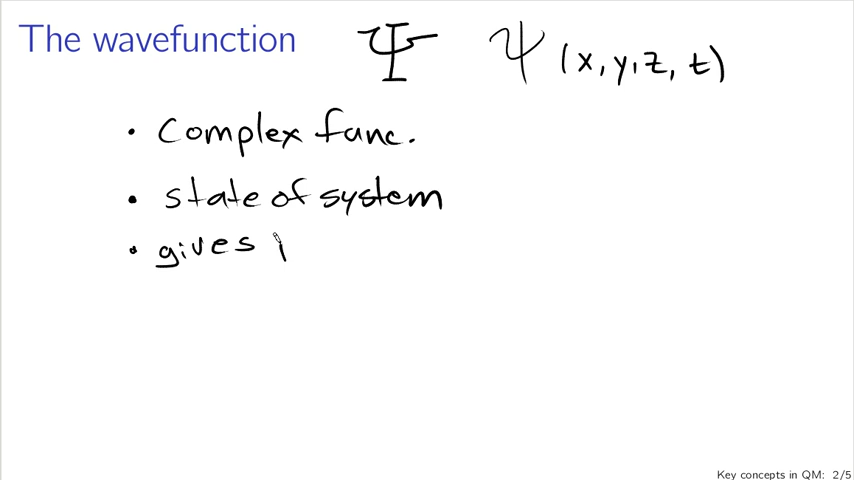 The wavefunction Ψ ψ (x, y, z, t)
• Complex func.
• state of system
• gives
Key concepts in QM: 2/5